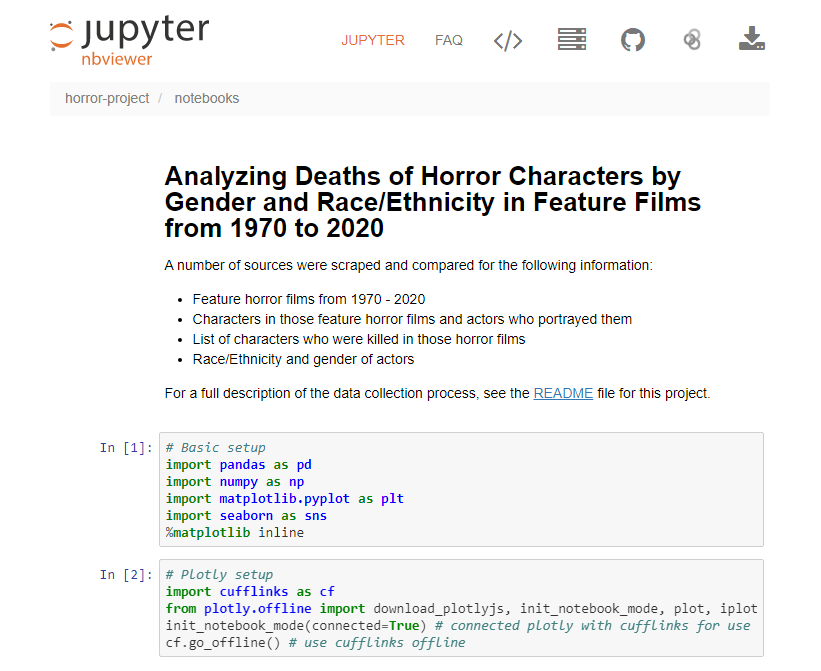 jupyter
nbviewer
JUPYTER FAQ </>
horror-project / notebooks
Analyzing Deaths of Horror Characters by
Gender and Race/Ethnicity in Feature Films
from 1970 to 2020
A number of sources were scraped and compared for the following information:
• Feature horror films from 1970 - 2020
• Characters in those feature horror films and actors who portrayed them
• List of characters who were killed in those horror films
• Race/Ethnicity and gender of actors
For a full description of the data collection process, see the README file for this project.
In [1]: # Basic setup
import pandas as pd
import numpy as np
import matplotlib.pyplot as plt
import seaborn as sns
%matplotlib inline
In [2]: # Plotly setup
import cufflinks as cf
from plotly.offline import download_plotlyjs, init_notebook_mode, plot, iplot
init_notebook_mode(connected=True) # connected plotly with cufflinks for use
cf.go_offline() # use cufflinks offline